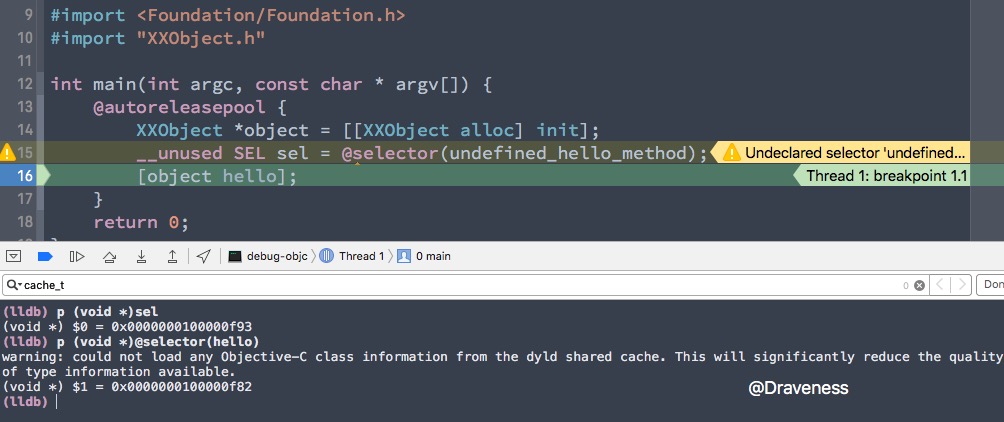 9 #import <Foundation/Foundation.h>
10 #import "XXObject.h"
11
12 int main(int argc, const char * argv[]) {
13 @autoreleasepool {
14 XXObject *object = [[XXObject alloc] init];
15 __unused SEL sel = @selector(undefined_hello_method); Undeclared selector 'undefined...
16 [object hello]; Thread 1: breakpoint 1.1
17 }
18 return 0;
debug-objc Thread 1 0 main
cache_t 0 Don
(lldb) p (void *)sel
(void *) $0 = 0x0000000100000f93
(lldb) p (void *)@selector(hello)
warning: could not load any Objective-C class information from the dyld shared cache. This will significantly reduce the quality
of type information available.
(void *) $1 = 0x0000000100000f82
@Draveness
(lldb)